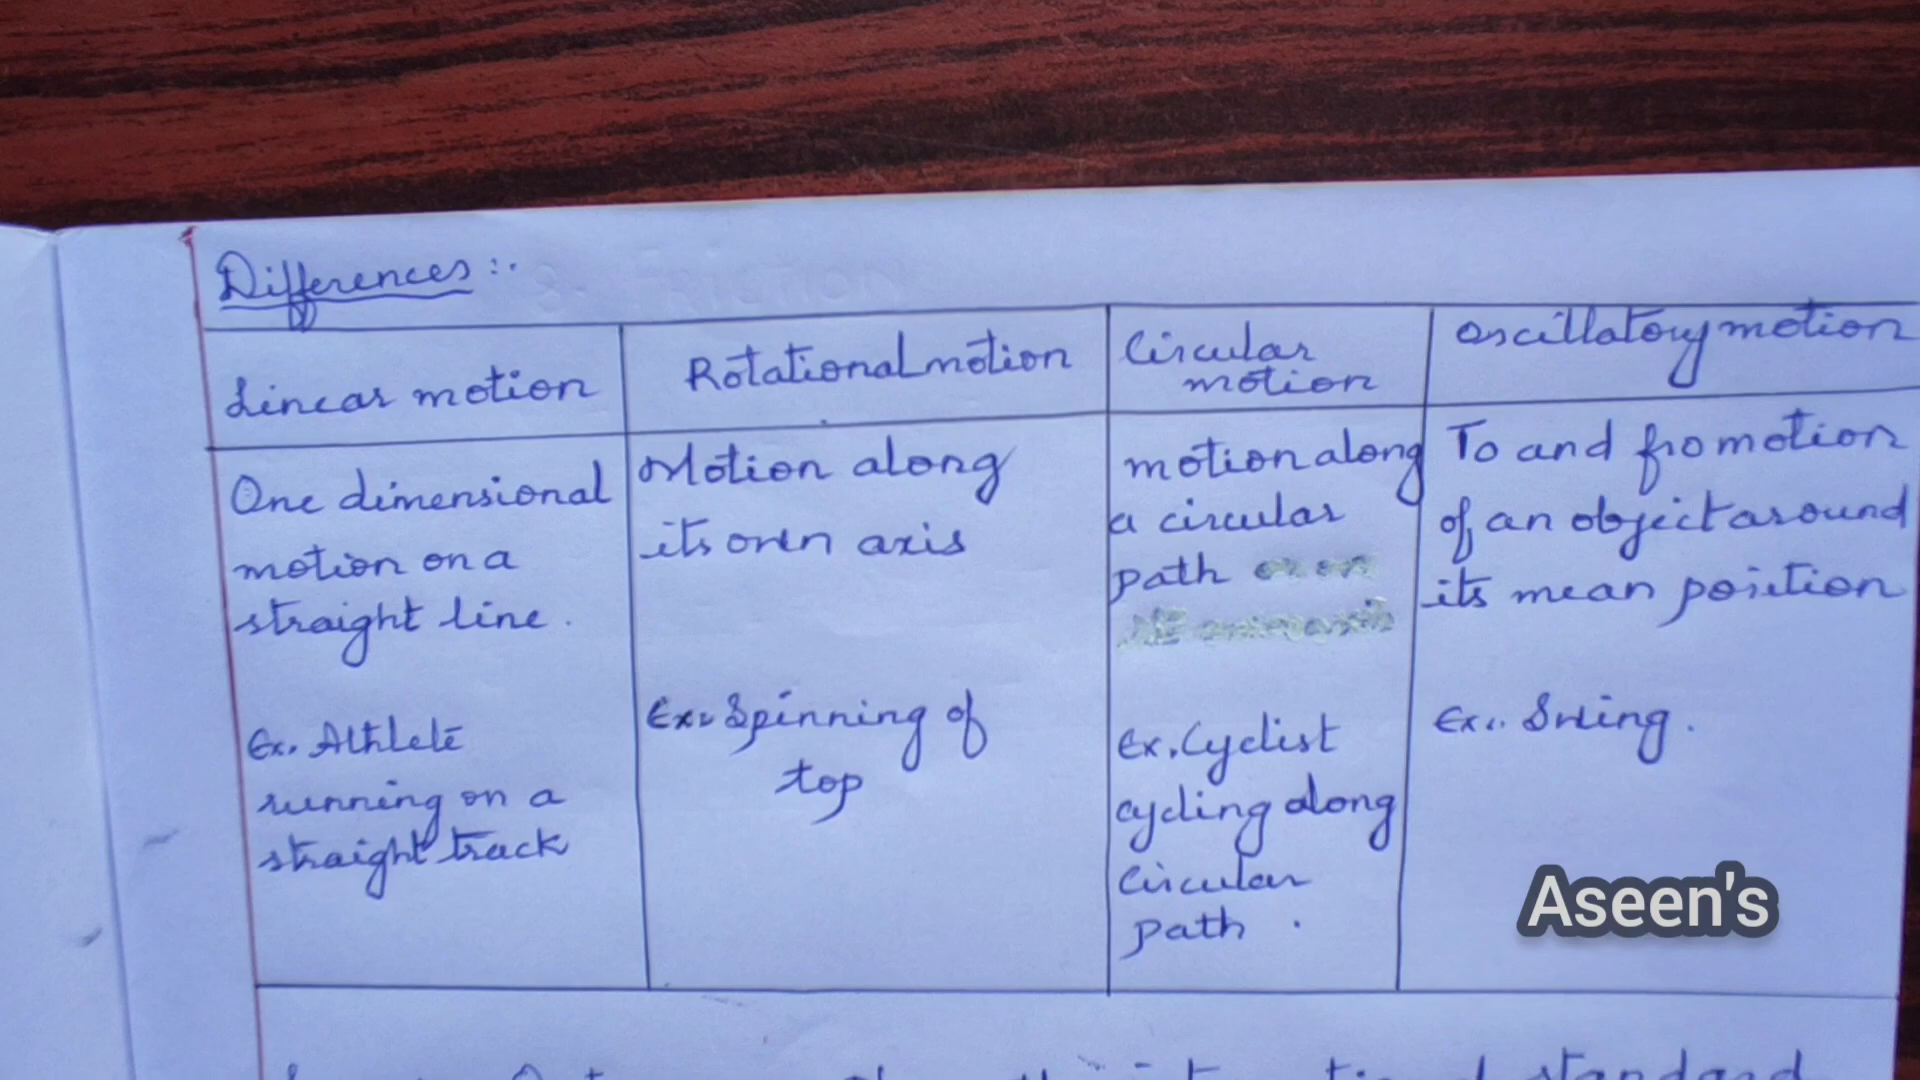 Differences :-
Linear motion
Rotational motion
Circular
motion
oscillatory motion
One dimensional
motion on a
straight line.
Ex. Athlete
running on a
straight track
Motion along
its own axis
Ex. Spinning of
top
motion along
a circular
path
Ex. Cyclist
cycling along
circular
path .
To and fro motion
of an object around
its mean position
Ex. Swing.
Aseen's
standard